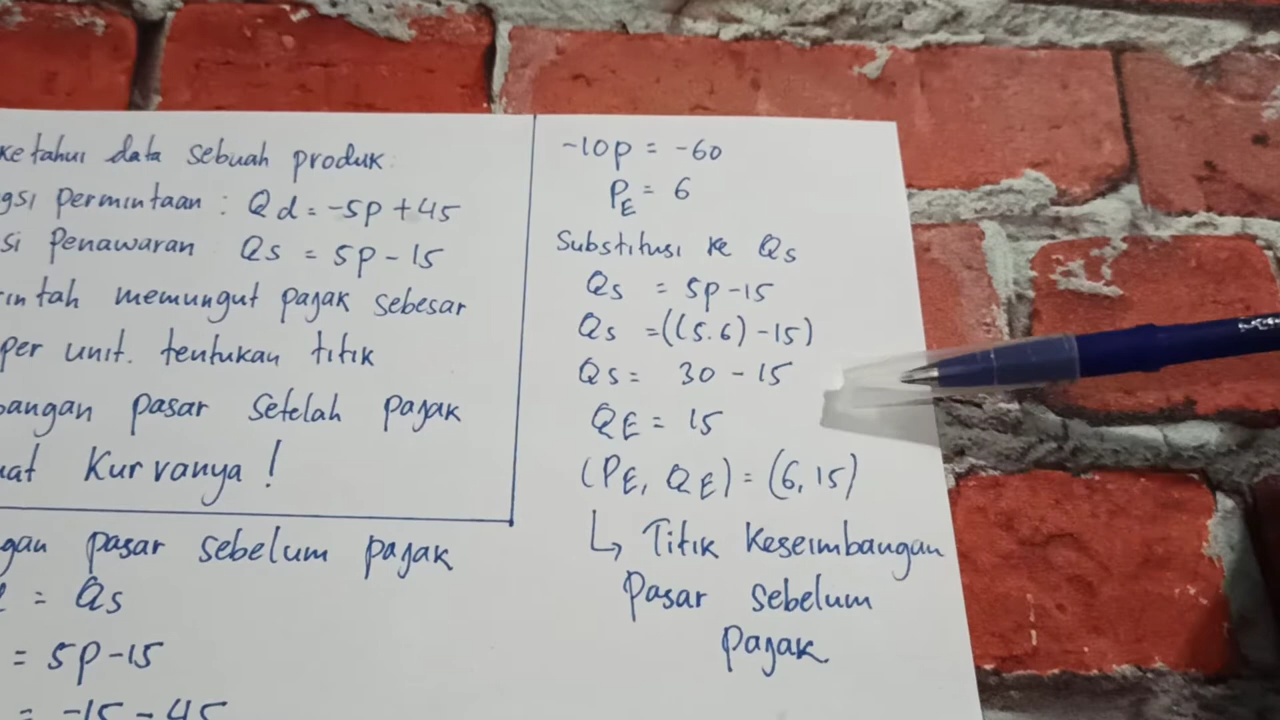 ketahui data sebuah produk:
gsi permintaan : Qd = -5p + 45
si Penawaran Qs = 5p - 15
rintah memungut pajak sebesar
per unit. tentukan titik
bangan pasar setelah pajak
uat Kurvanya !
gan pasar sebelum pajak
= Qs
= 5p - 15
= -15 - 45
-10p = -60
PE = 6
Substitusi ke Qs
Qs = 5p - 15
Qs = ((5.6) - 15)
Qs = 30 - 15
QE = 15
(PE, QE) = (6, 15)
↳ Titik Keseimbangan
Pasar sebelum
pajak